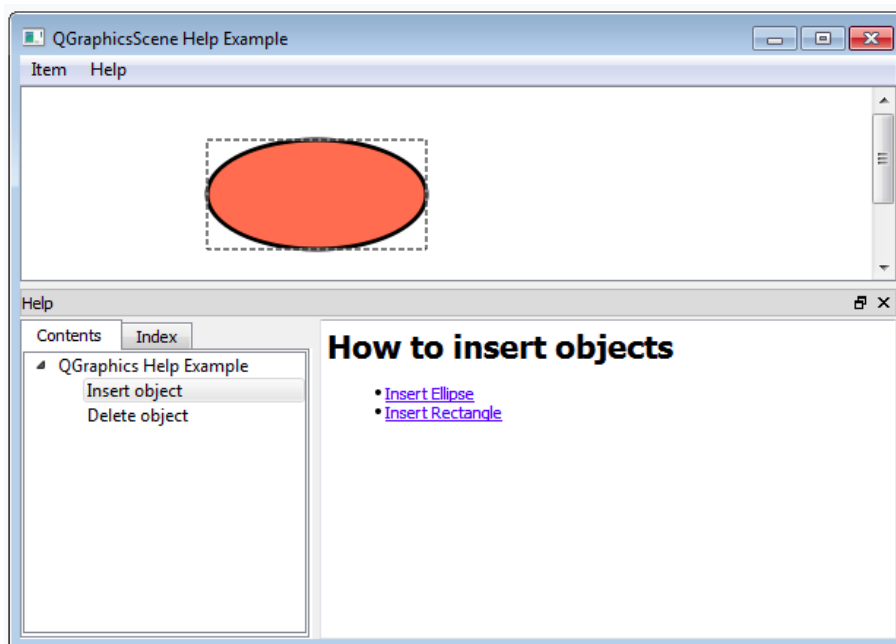 QGraphicsScene Help Example
Item Help
Help
Contents Index
QGraphics Help Example
Insert object
Delete object
How to insert objects
• Insert Ellipse
• Insert Rectangle